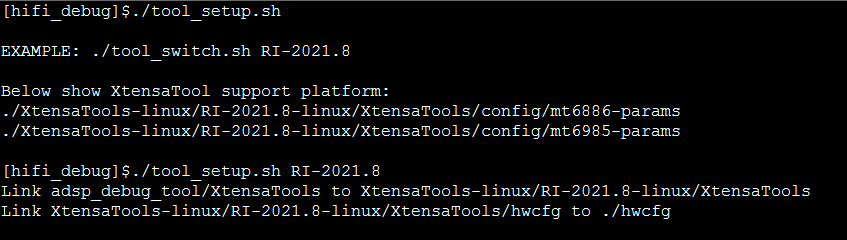 [hifi_debug]$./tool_setup.sh
EXAMPLE: ./tool_switch.sh RI-2021.8
Below show XtensaTool support platform:
./XtensaTools-linux/RI-2021.8-linux/XtensaTools/config/mt6886-params
./XtensaTools-linux/RI-2021.8-linux/XtensaTools/config/mt6985-params
[hifi_debug]$./tool_setup.sh RI-2021.8
Link adsp_debug_tool/XtensaTools to XtensaTools-linux/RI-2021.8-linux/XtensaTools
Link XtensaTools-linux/RI-2021.8-linux/XtensaTools/hwcfg to ./hwcfg